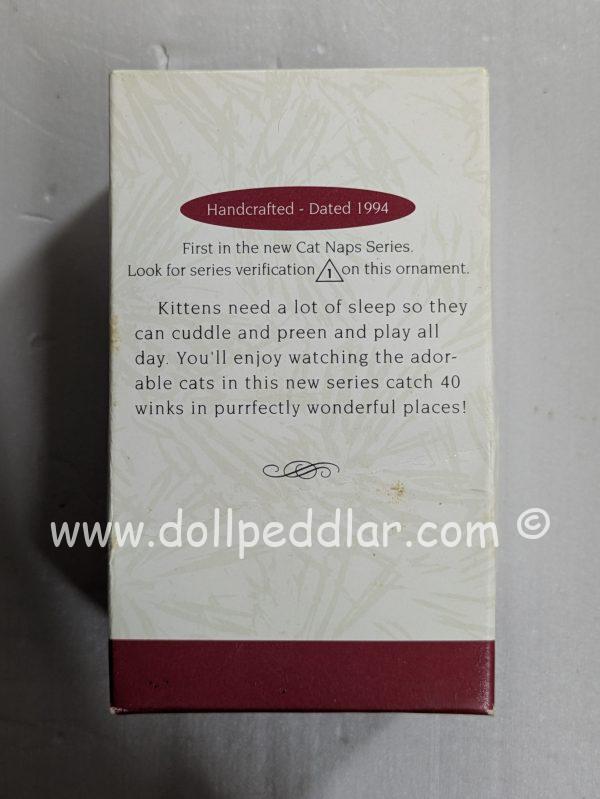 Handcrafted - Dated 1994
First in the new Cat Naps Series.
Look for series verification 1 on this ornament.
Kittens need a lot of sleep so they
can cuddle and preen and play all
day. You'll enjoy watching the ador-
able cats in this new series catch 40
winks in purrfectly wonderful places!
www.dollpeddlar.com ©